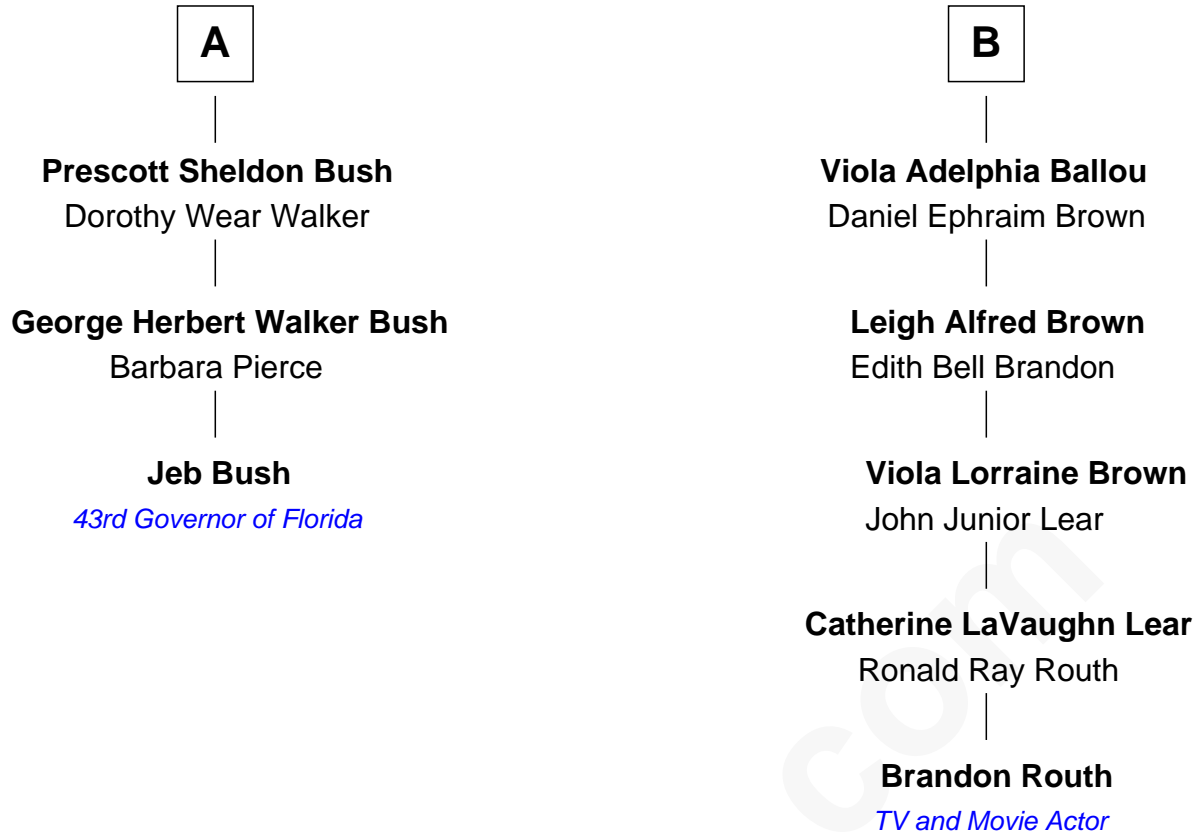 A
Prescott Sheldon Bush
Dorothy Wear Walker
George Herbert Walker Bush
Barbara Pierce
Jeb Bush
43rd Governor of Florida
B
Viola Adelphia Ballou
Daniel Ephraim Brown
Leigh Alfred Brown
Edith Bell Brandon
Viola Lorraine Brown
John Junior Lear
Catherine LaVaughn Lear
Ronald Ray Routh
Brandon Routh
TV and Movie Actor
com